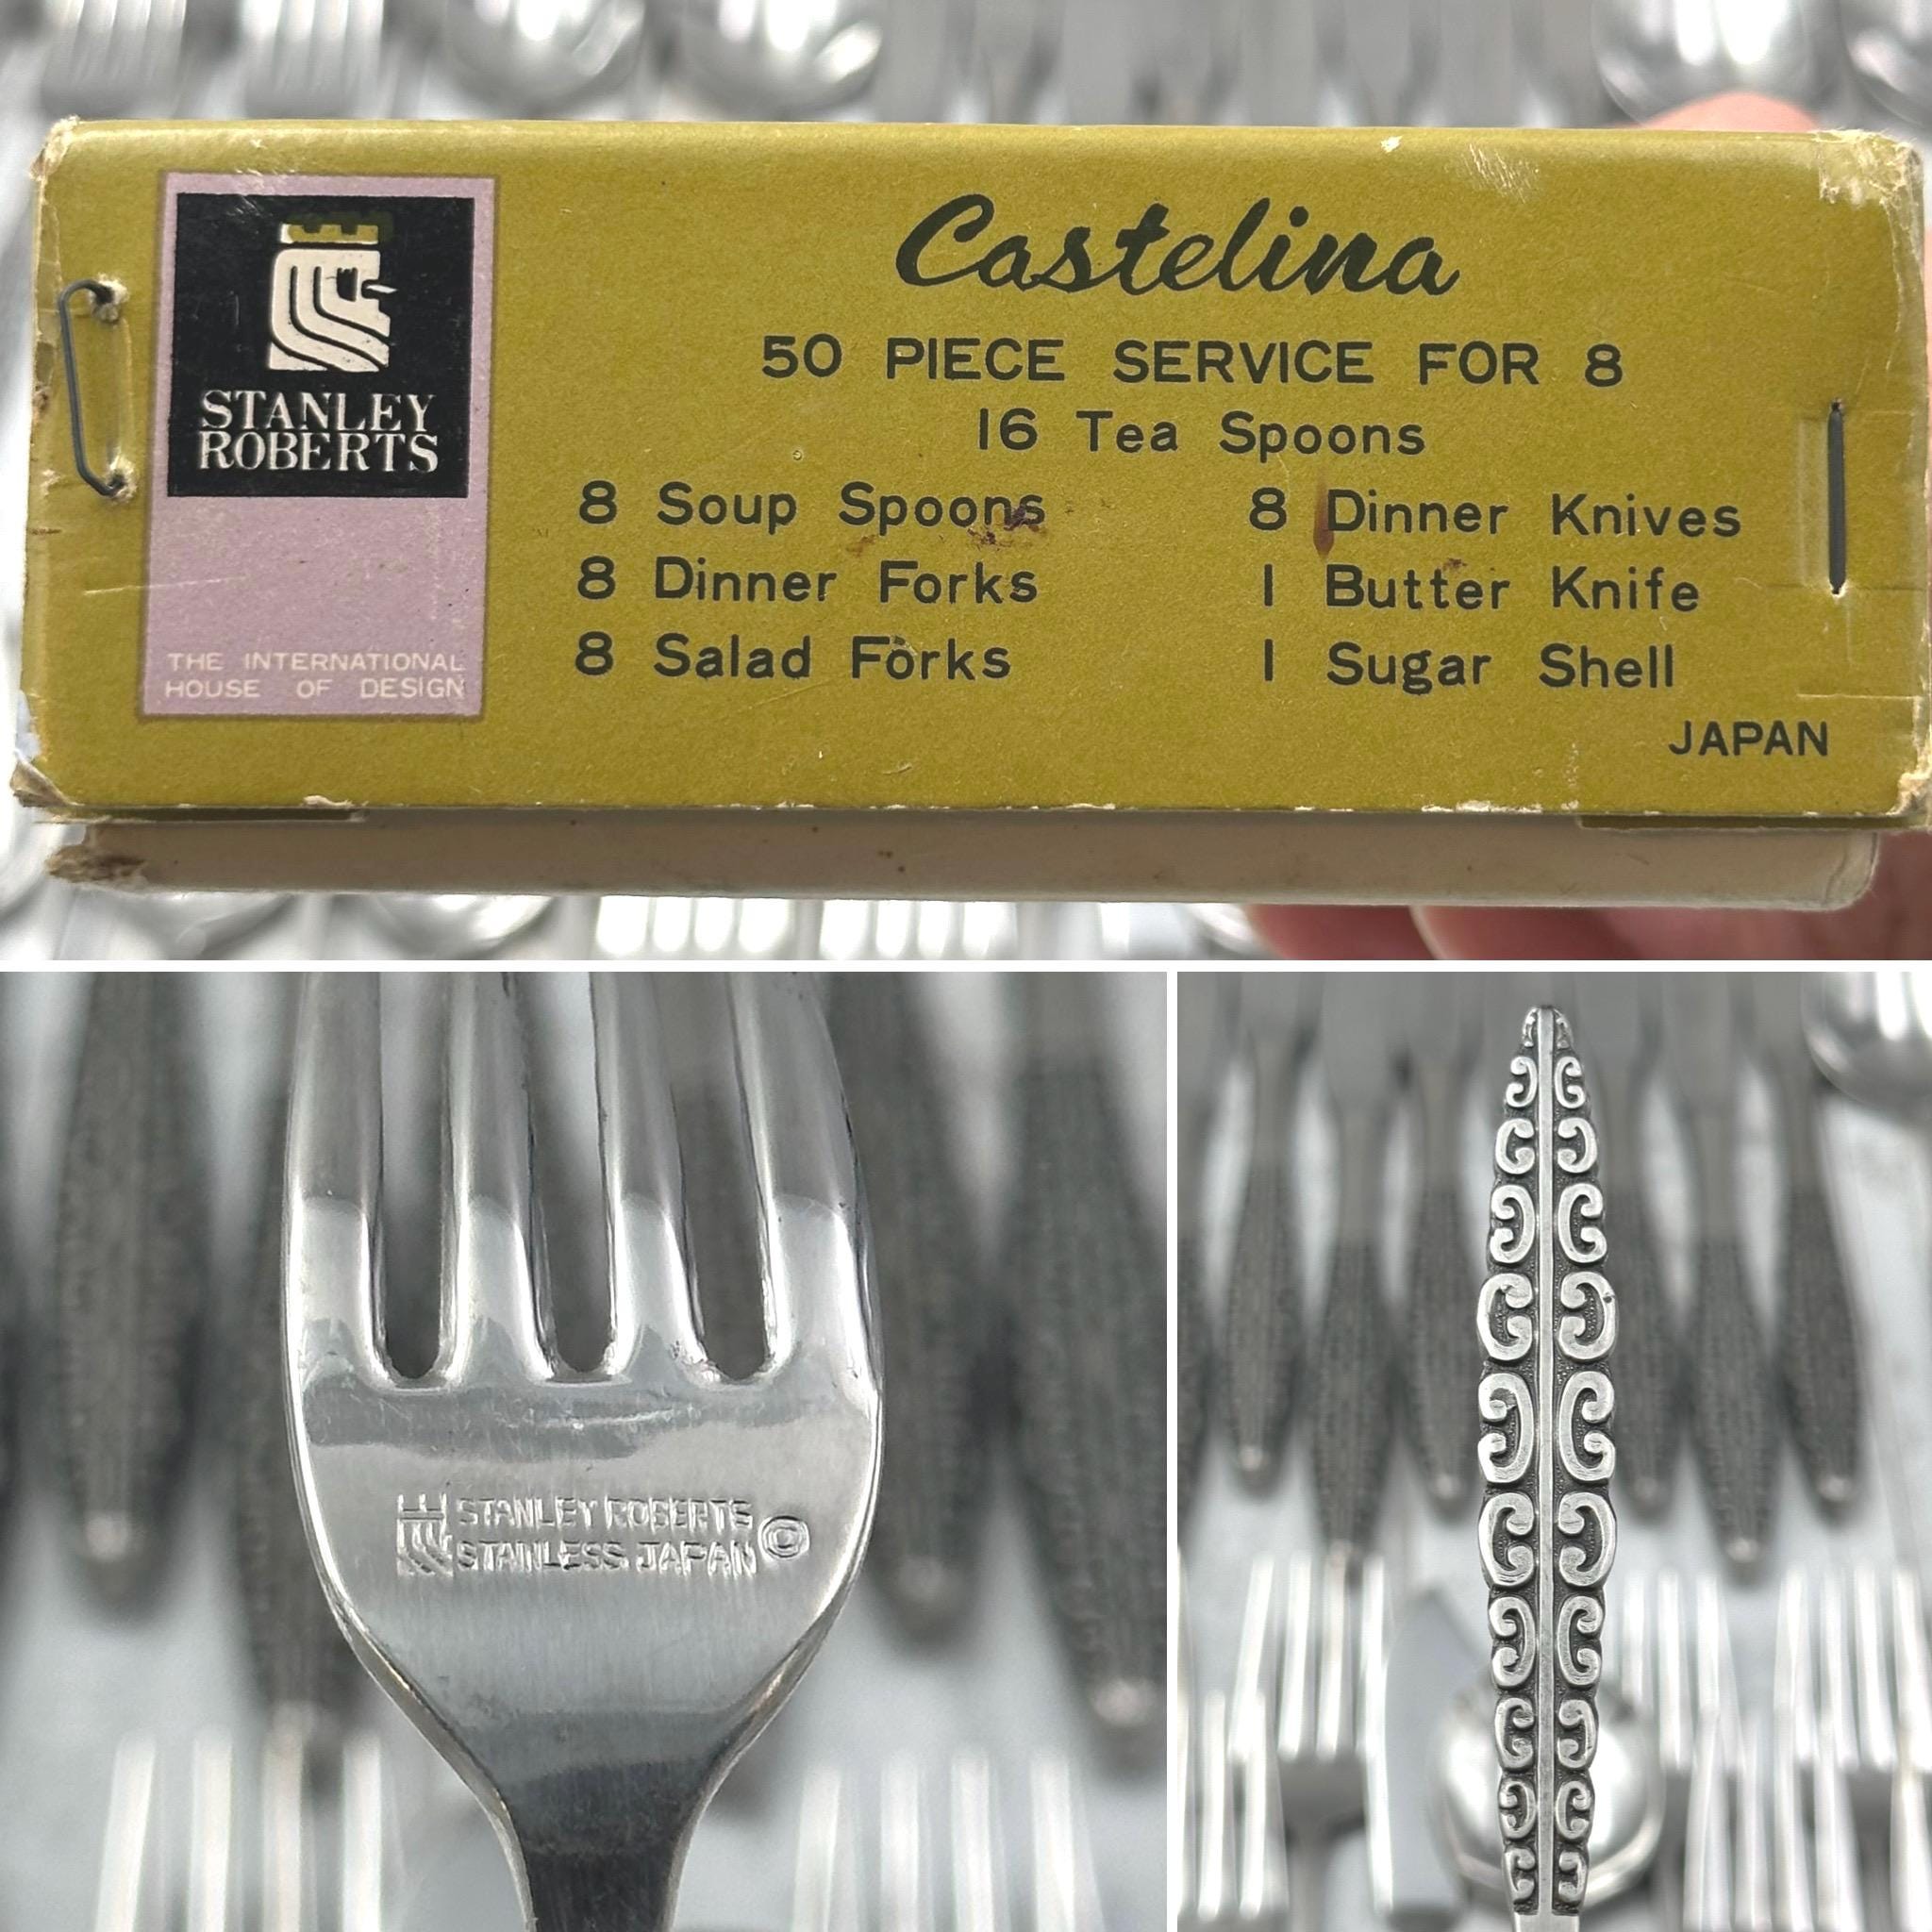 STANLEY
ROBERTS
THE INTERNATIONAL
HOUSE OF DESIGN
Castelina
50 PIECE SERVICE FOR 8
16 Tea Spoons
8 Soup Spoons
8 Dinner Forks
8 Salad Forks
8 Dinner Knives
1 Butter Knife
1 Sugar Shell
JAPAN
STANLEY ROBERTS
STAINLESS JAPAN ©